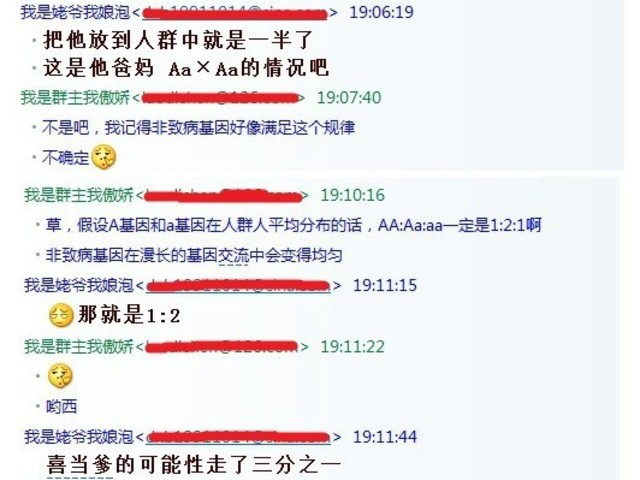 我是姥爷我娘泡< > 19:06:19
·把他放到人群中就是一半了
·这是他爸妈 Aa×Aa的情况吧
我是群主我傲娇< > 19:07:40
·不是吧，我记得非致病基因好像满足这个规律
·不确定
我是群主我傲娇< > 19:10:16
·草，假设A基因和a基因在人群人平均分布的话，AA:Aa:aa一定是1:2:1啊
·非致病基因在漫长的基因交流中会变得均匀
我是姥爷我娘泡< > 19:11:15
那就是1:2
我是群主我傲娇< > 19:11:22
·
·哟西
我是姥爷我娘泡< > 19:11:44
喜当爹的可能性走了三分之一